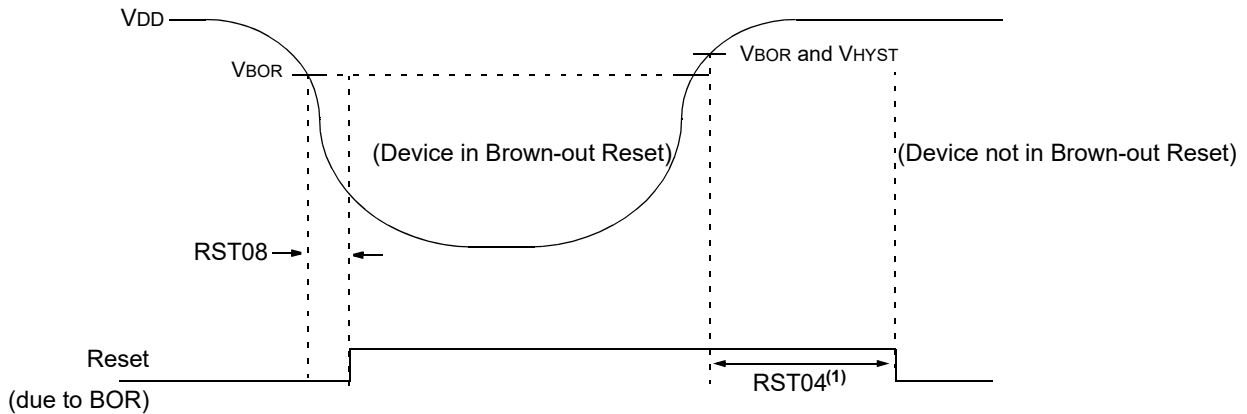 VDD
VBOR and VHYST
VBOR
(Device in Brown-out Reset)
(Device not in Brown-out Reset)
RST08
Reset
(due to BOR)
RST04(1)